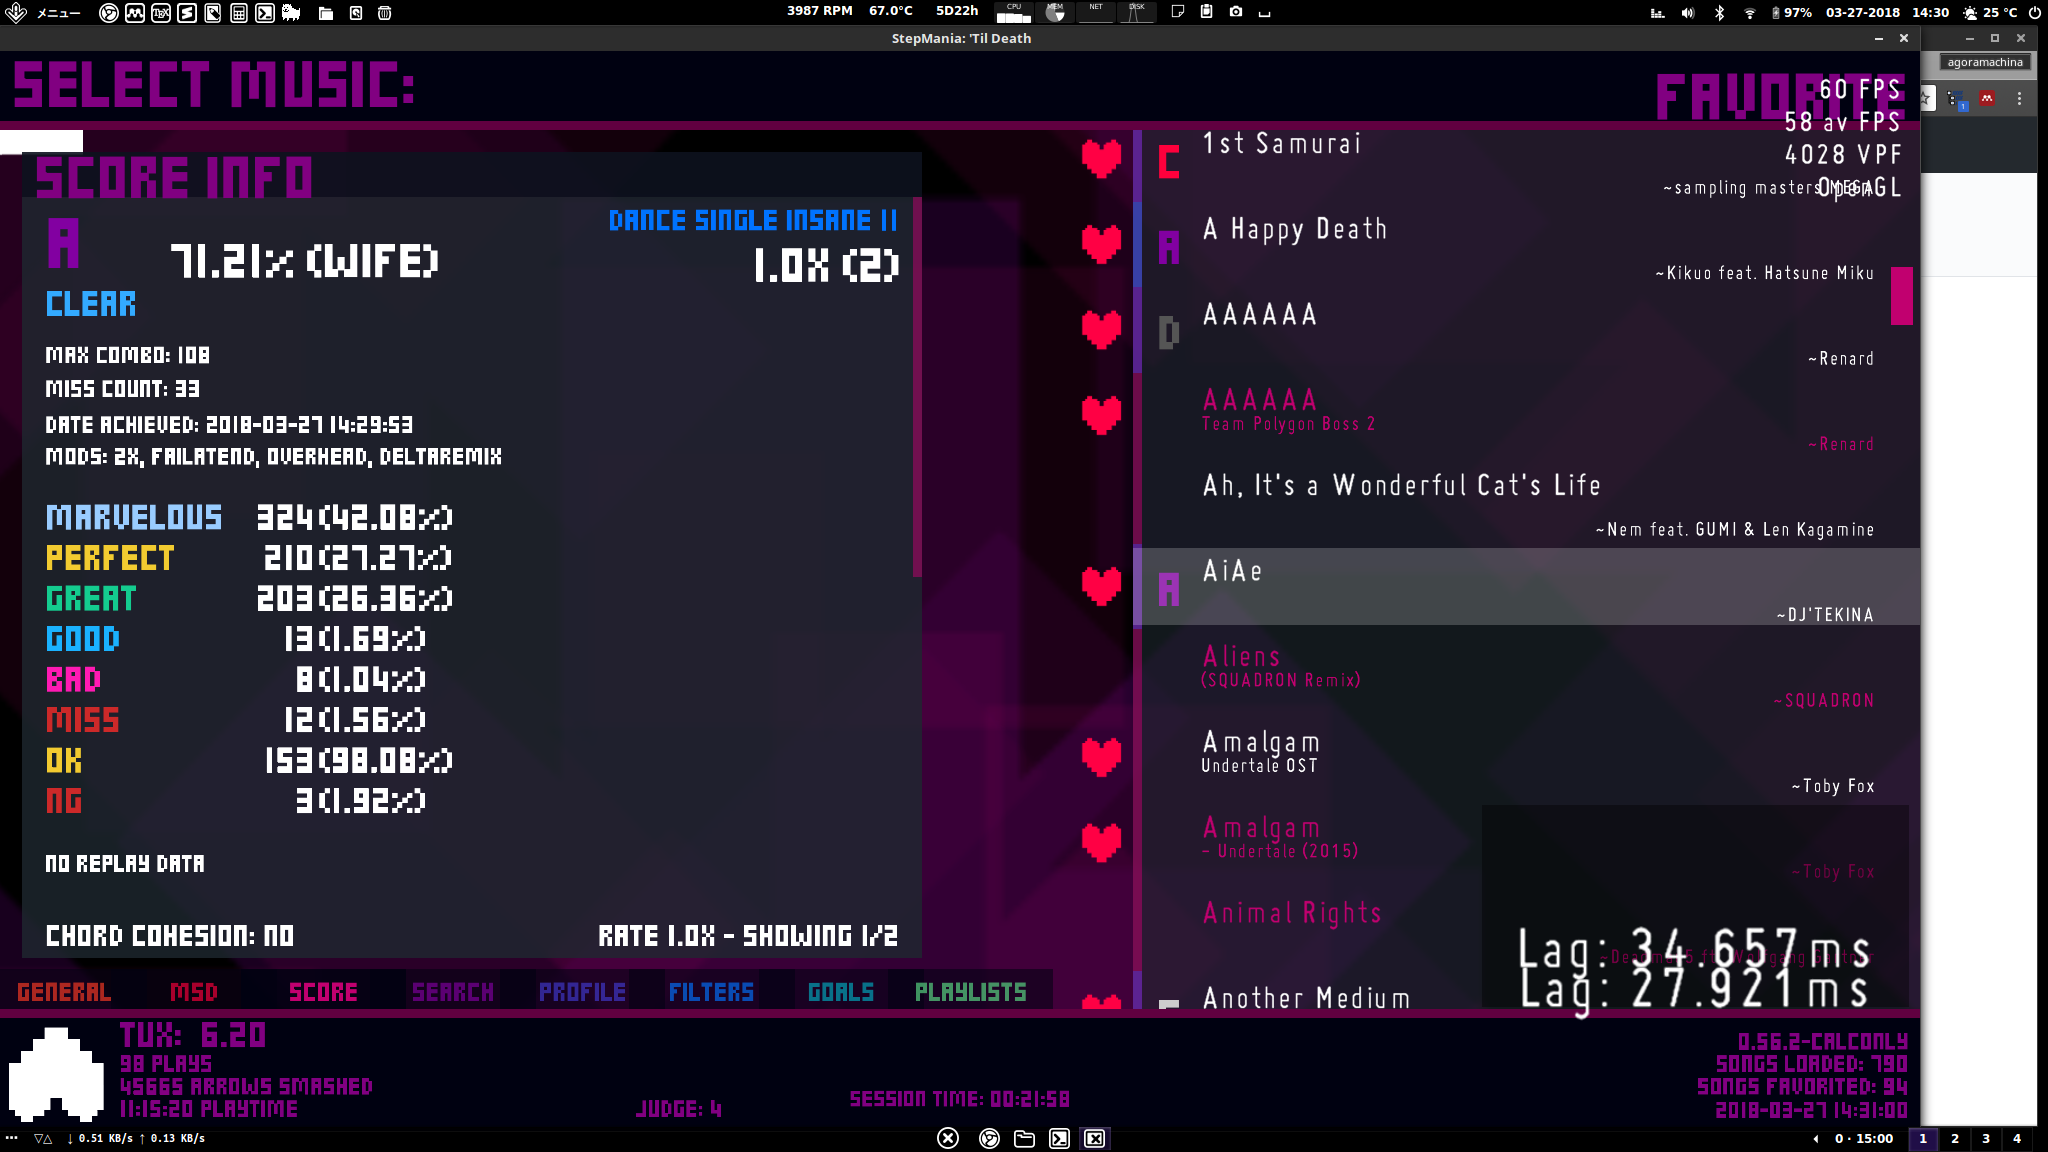 メニュー
3987 RPM 67.0°C 5D22h CPU MEM NET DISK
97% 03-27-2018 14:30 25 °C
StepMania: 'Til Death
agoramachina
SELECT MUSIC:
FAVORITE
60 FPS
58 av FPS
4028 VPF
OpenGL
SCORE INFO
A
71.21% (WIFE)
DANCE SINGLE INSANE 11
1.0X (2)
CLEAR
MAX COMBO: 108
MISS COUNT: 33
DATE ACHIEVED: 2018-03-27 14:29:53
MODS: 2X, FAILATEND, OVERHEAD, DELTAREMIX
MARVELOUS 324(42.08%)
PERFECT 210(27.27%)
GREAT 203(26.36%)
GOOD 13(1.69%)
BAD 8(1.04%)
MISS 12(1.56%)
OK 153(98.08%)
NG 3(1.92%)
NO REPLAY DATA
CHORD COHESION: NO
RATE 1.0X - SHOWING 1/2
C 1st Samurai
~sampling masters MEGA
A A Happy Death
~Kikuo feat. Hatsune Miku
D AAAAAA
~Renard
AAAAAA
Team Polygon Boss 2
~Renard
Ah, It's a Wonderful Cat's Life
~Nem feat. GUMI & Len Kagamine
A AiAe
~DJ'TEKINA
Aliens
(SQUADRON Remix)
~SQUADRON
Amalgam
Undertale OST
~Toby Fox
Amalgam
- Undertale (2015)
~Toby Fox
Animal Rights
Another Medium
Lag: 34.657ms
Lag: 27.921ms
GENERAL MSD SCORE SEARCH PROFILE FILTERS GOALS PLAYLISTS
TUX: 6.20
98 PLAYS
45665 ARROWS SMASHED
11:15:20 PLAYTIME
JUDGE: 4
SESSION TIME: 00:21:58
0.56.2-CALCONLY
SONGS LOADED: 790
SONGS FAVORITED: 94
2018-03-27 14:31:00
↓ 0.51 KB/s ↑ 0.13 KB/s
0 · 15:00 1 2 3 4